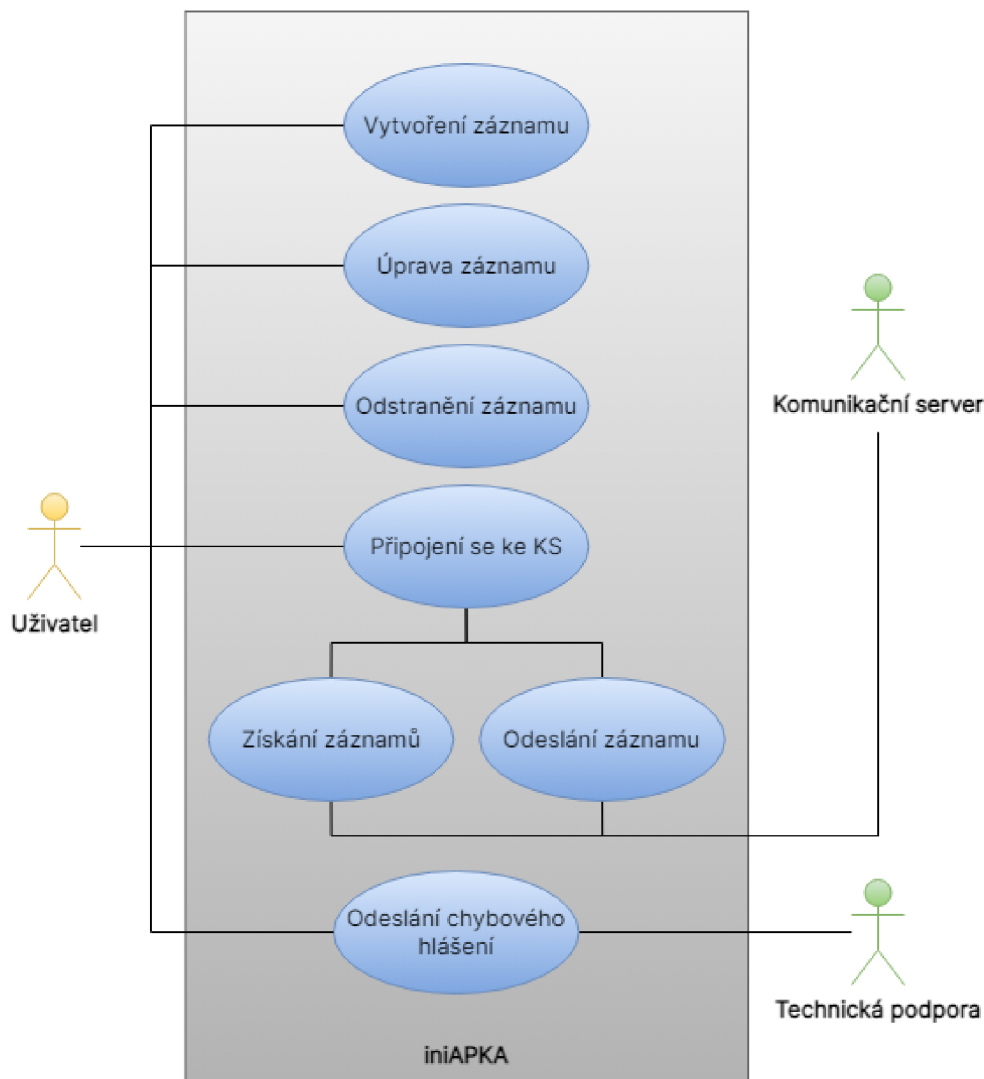 Vytvoření záznamu
Úprava záznamu
Odstranění záznamu
Komunikační server
Připojení se ke KS
Uživatel
Získání záznamů
Odeslání záznamu
Odeslání chybového
hlášení
Technická podpora
iniAPKA